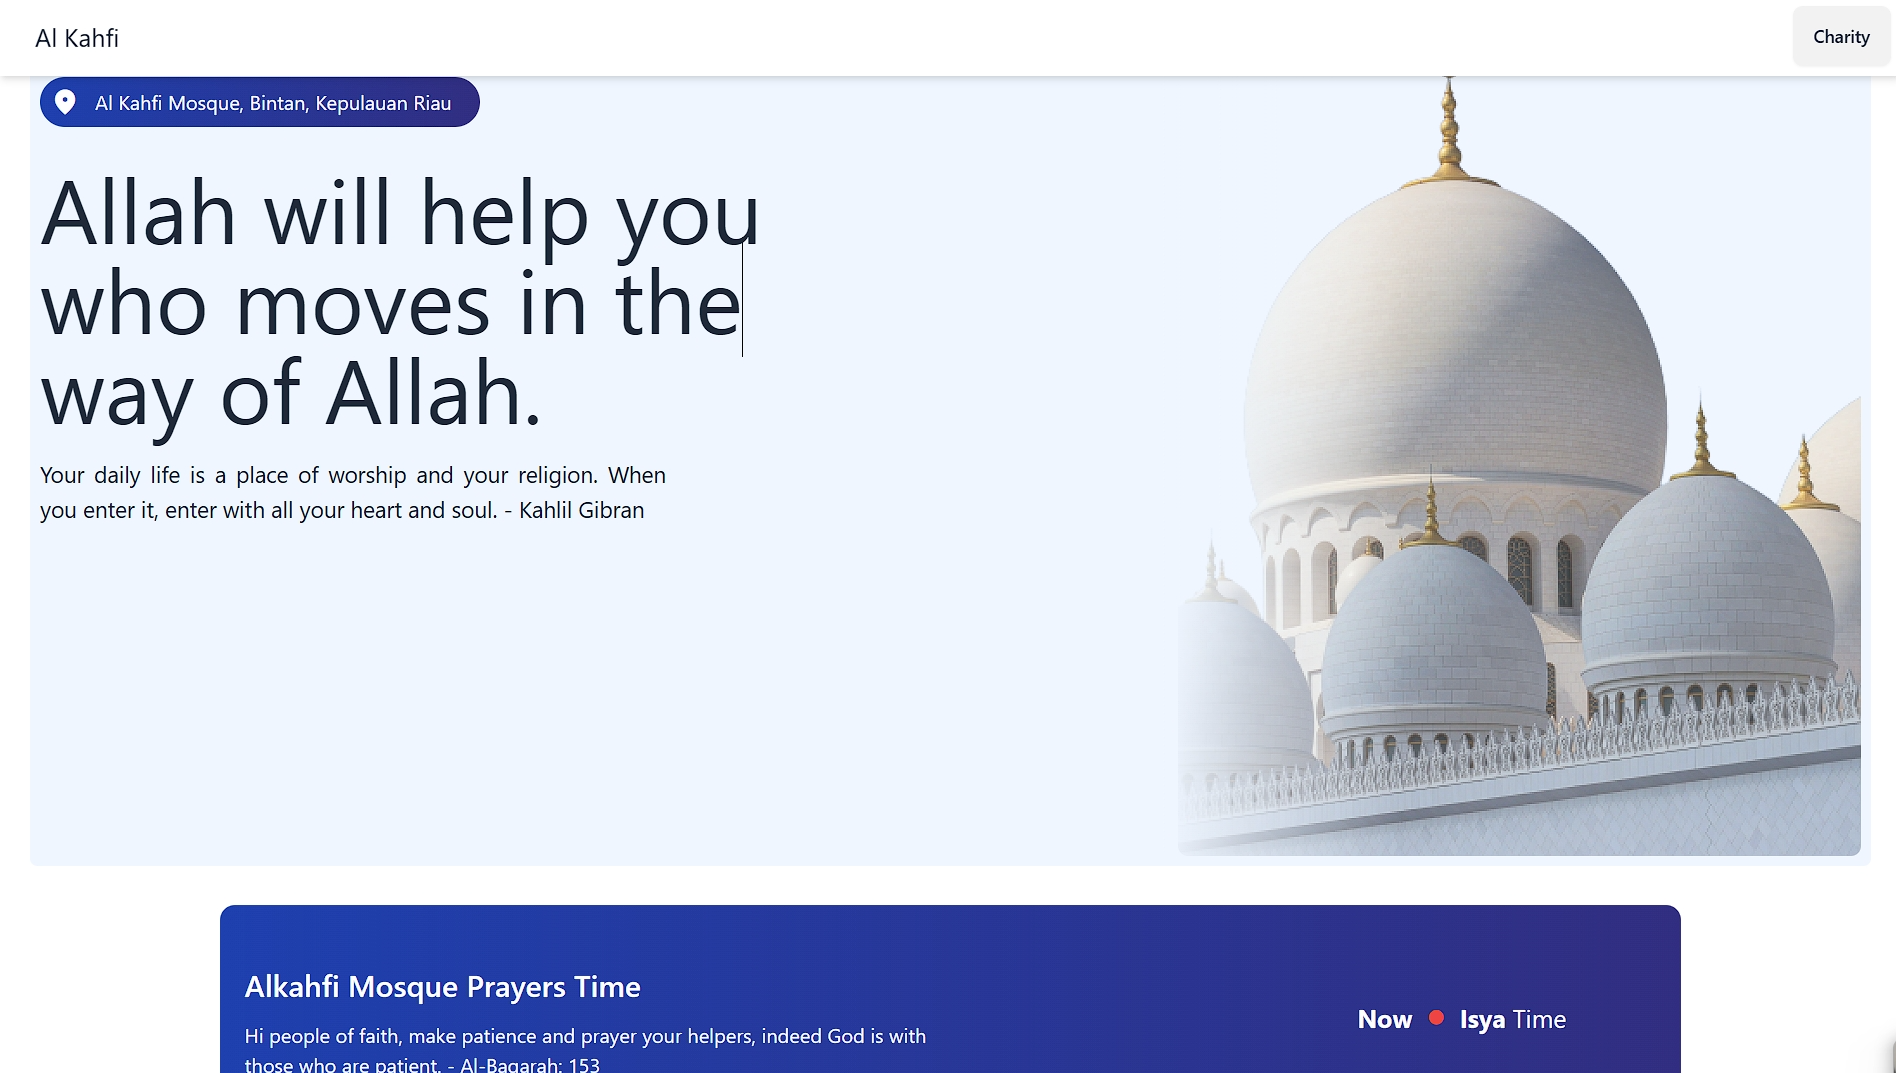 Al Kahfi
Charity
Al Kahfi Mosque, Bintan, Kepulauan Riau
Allah will help you
who moves in the
way of Allah.
Your daily life is a place of worship and your religion. When
you enter it, enter with all your heart and soul. - Kahlil Gibran
Alkahfi Mosque Prayers Time
Hi people of faith, make patience and prayer your helpers, indeed God is with
those who are patient. - Al-Baqarah: 153
Now Isya Time